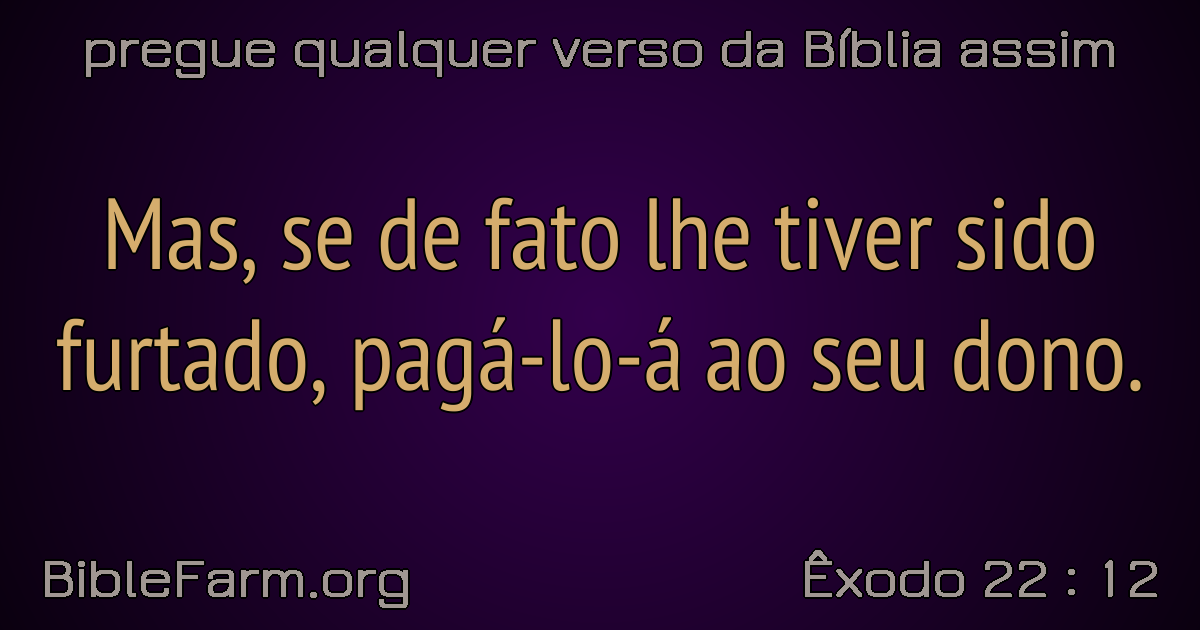 pregue qualquer verso da Bíblia assim
Mas, se de fato lhe tiver sido
furtado, pagá-lo-á ao seu dono.
BibleFarm.org
Êxodo 22 : 12